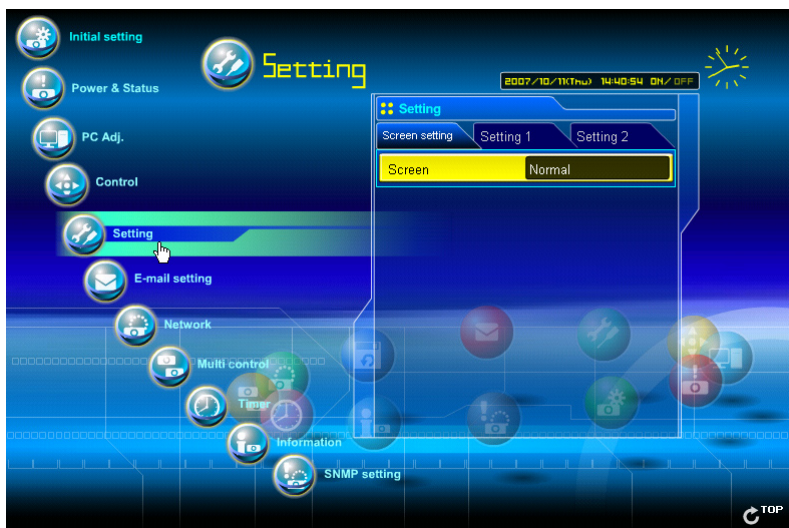 Initial setting
Power & Status
PC Adj.
Control
Setting
E-mail setting
Network
Multi control
Timer
Information
SNMP setting
Setting
2007/10/11(Thu) 14:40:54 ON/OFF
Setting
Screen setting Setting 1 Setting 2
Screen Normal
TOP